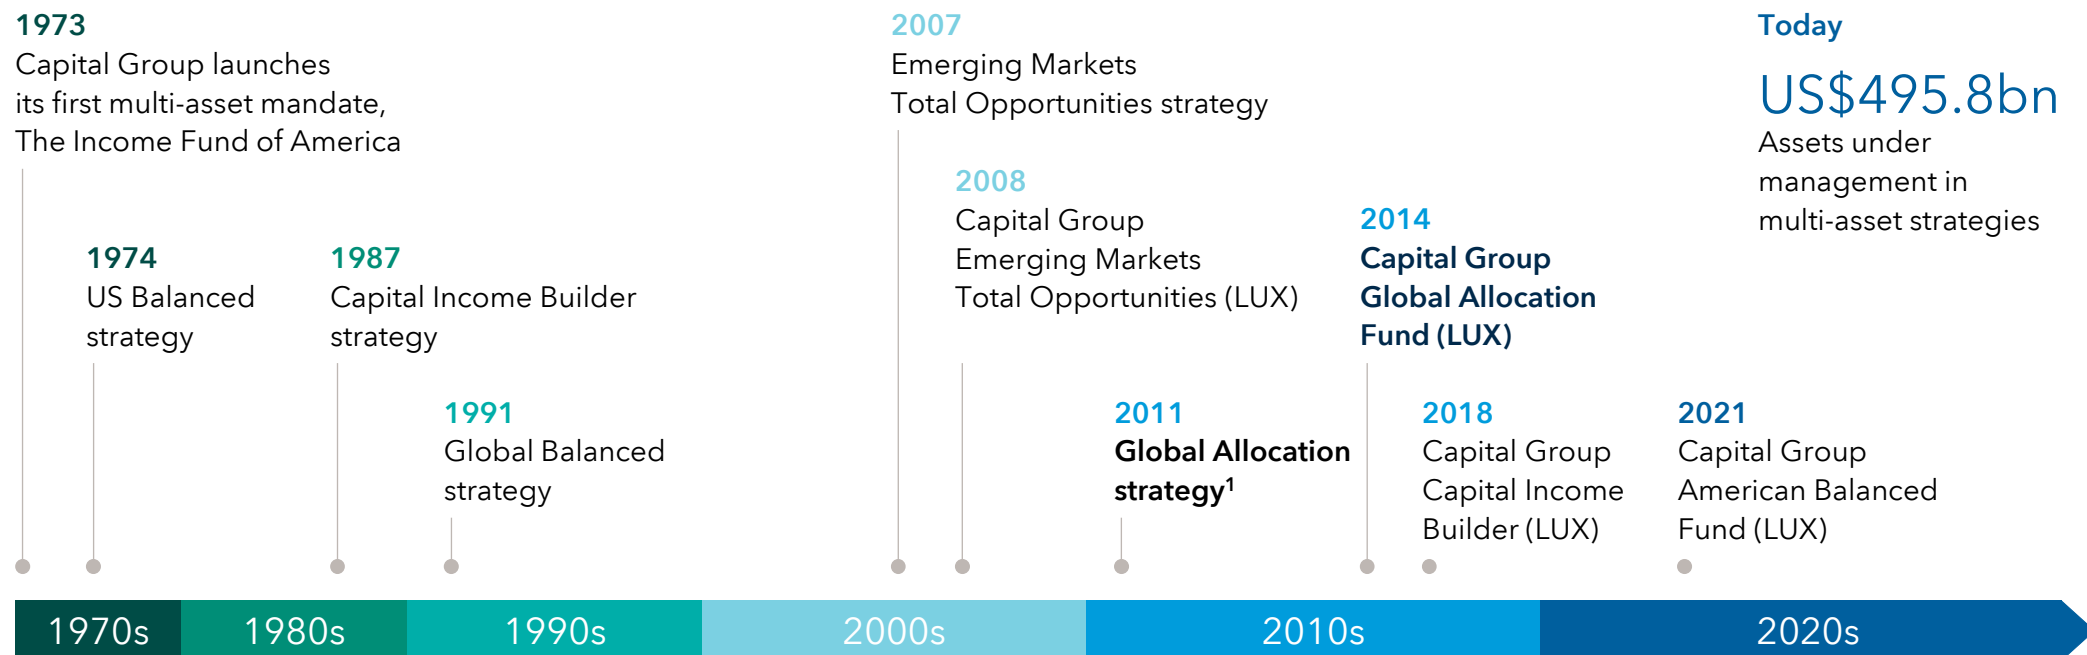 1973
Capital Group launches
its first multi-asset mandate,
The Income Fund of America
1974
US Balanced
strategy
1987
Capital Income Builder
strategy
1991
Global Balanced
strategy
2007
Emerging Markets
Total Opportunities strategy
2008
Capital Group
Emerging Markets
Total Opportunities (LUX)
2011
Global Allocation
strategy¹
2014
Capital Group
Global Allocation
Fund (LUX)
2018
Capital Group
Capital Income
Builder (LUX)
2021
Capital Group
American Balanced
Fund (LUX)
Today
US$495.8bn
Assets under
management in
multi-asset strategies
1970s
1980s
1990s
2000s
2010s
2020s